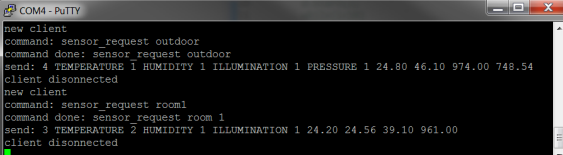 COM4 - PuTTY
new client
command: sensor_request outdoor
command done: sensor_request outdoor
send: 4 TEMPERATURE 1 HUMIDITY 1 ILLUMINATION 1 PRESSURE 1 24.80 46.10 974.00 748.54
client disnonnected
new client
command: sensor_request room1
command done: sensor_request room 1
send: 3 TEMPERATURE 2 HUMIDITY 1 ILLUMINATION 1 24.20 24.56 39.10 961.00
client disnonnected